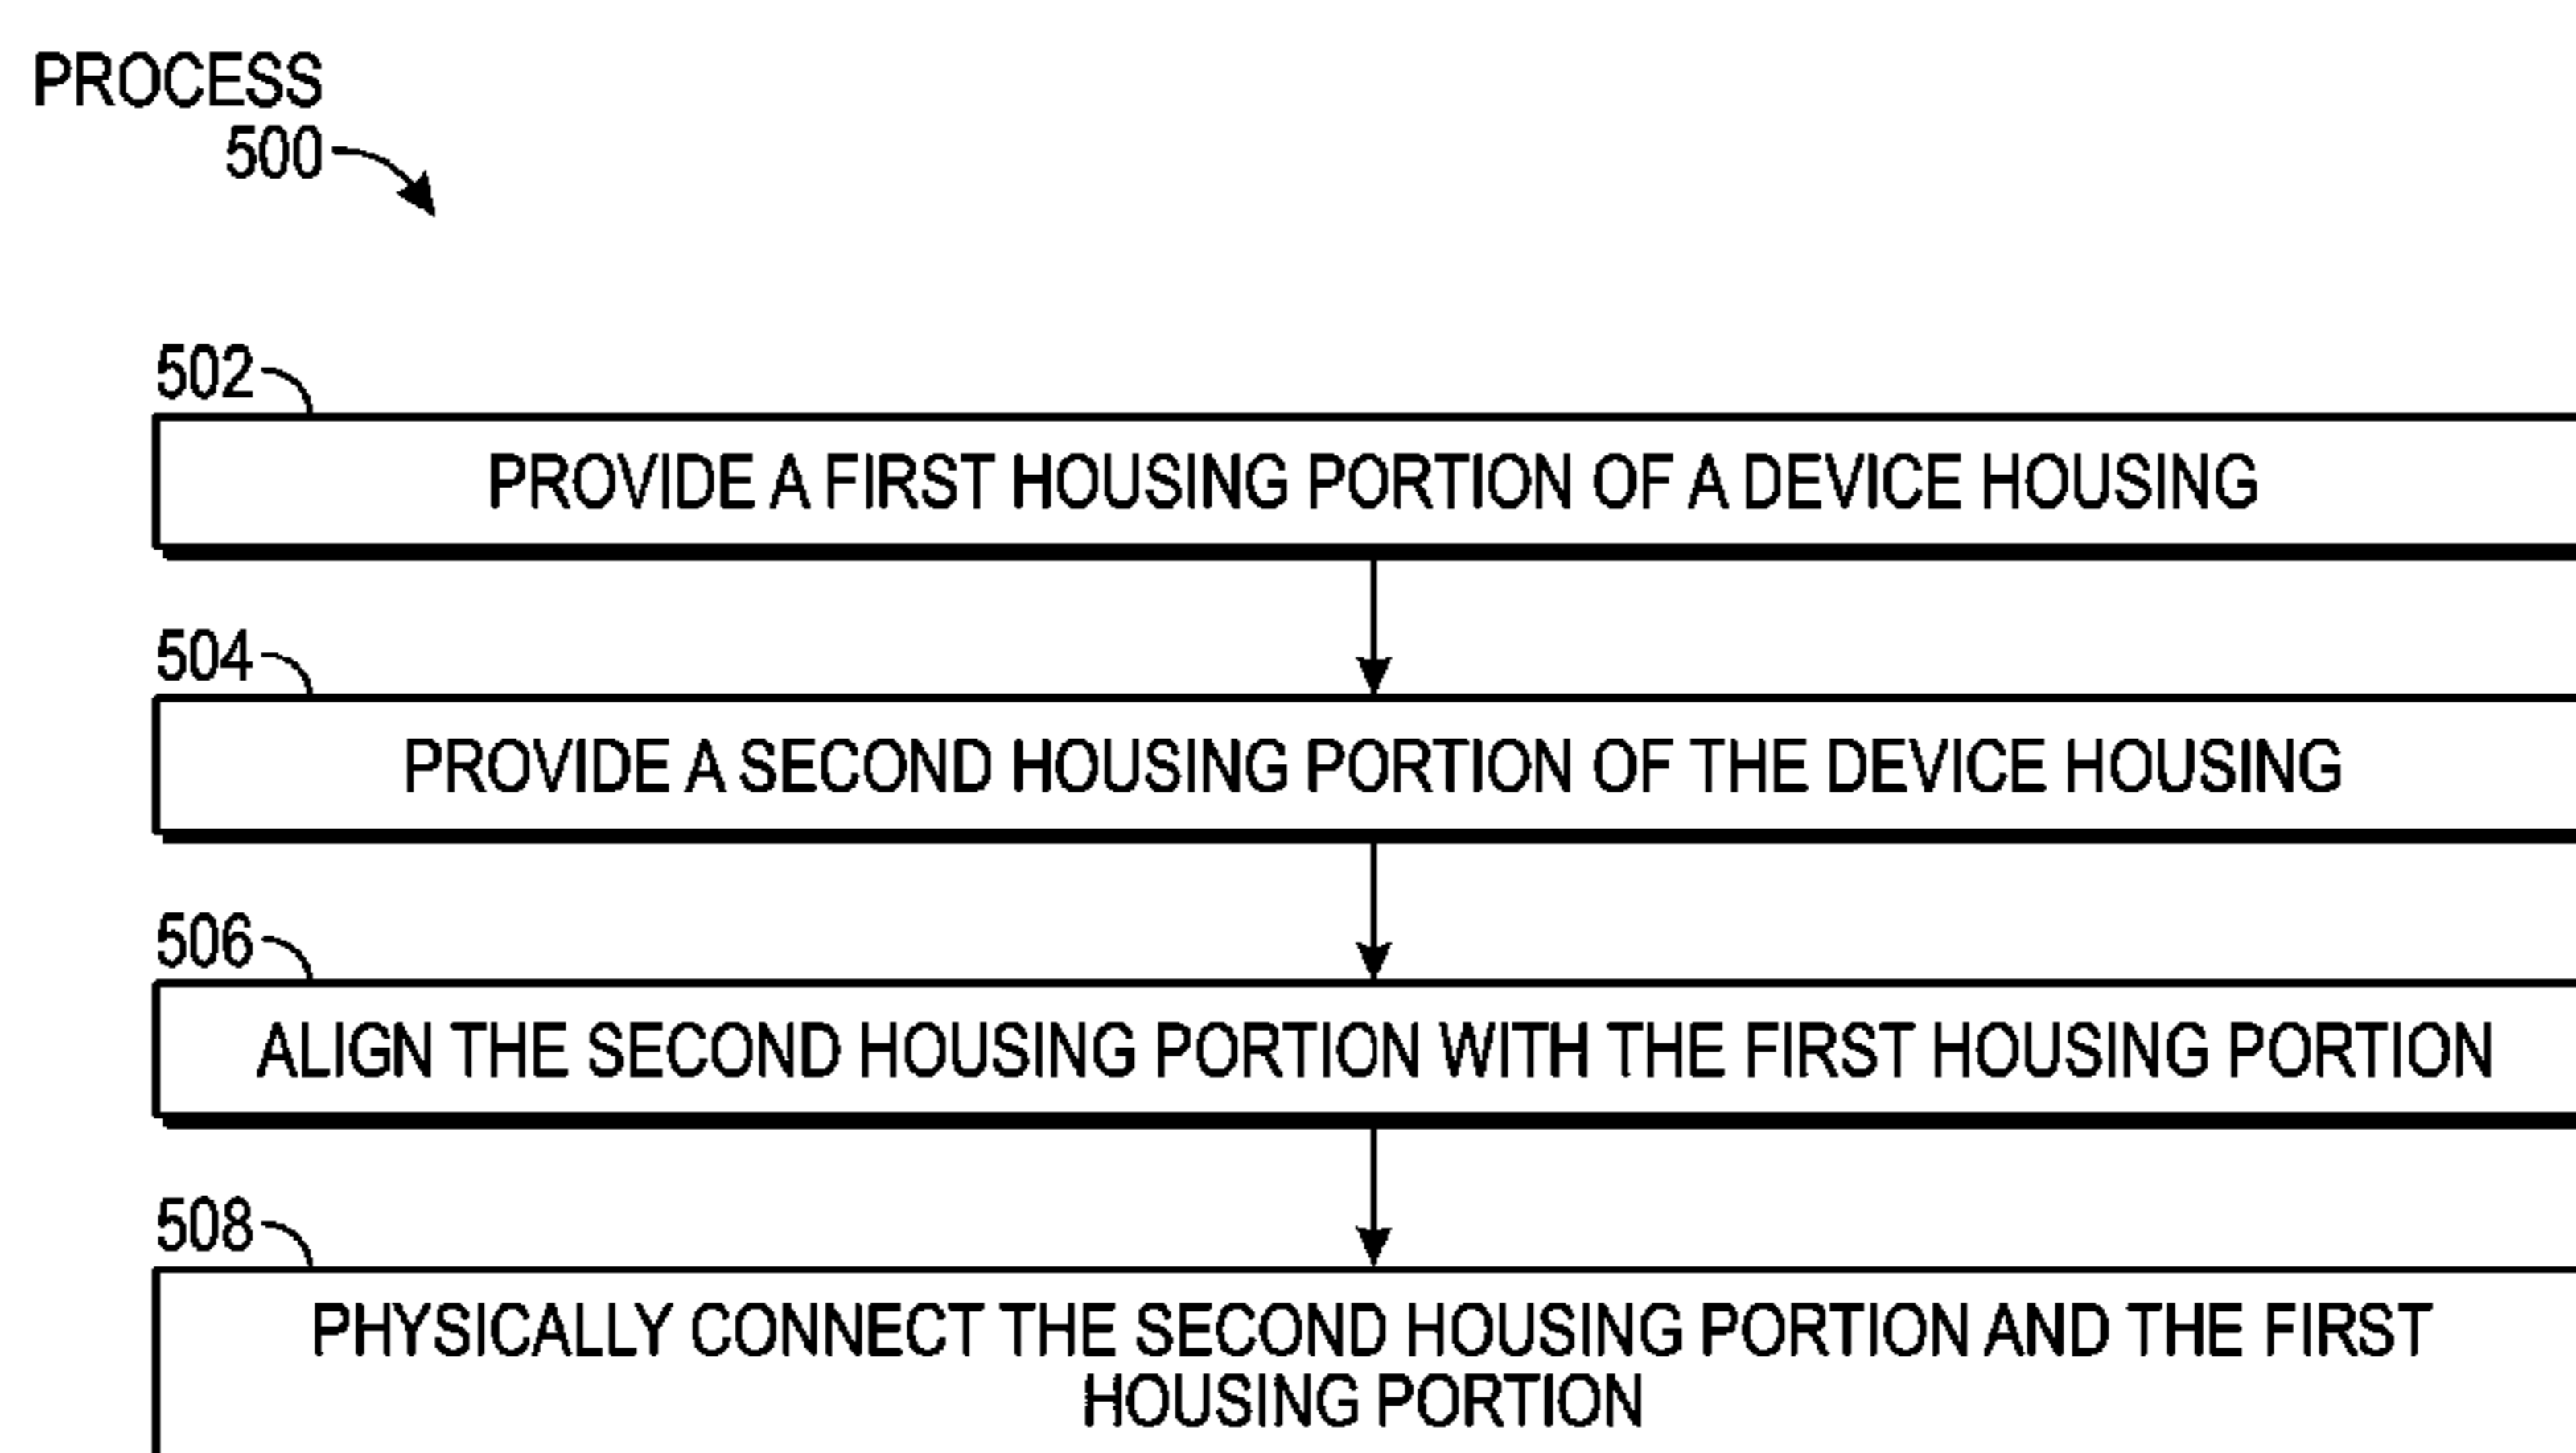 PROCESS
500
502
PROVIDE A FIRST HOUSING PORTION OF A DEVICE HOUSING
504
PROVIDE A SECOND HOUSING PORTION OF THE DEVICE HOUSING
506
ALIGN THE SECOND HOUSING PORTION WITH THE FIRST HOUSING PORTION
508
PHYSICALLY CONNECT THE SECOND HOUSING PORTION AND THE FIRST
HOUSING PORTION